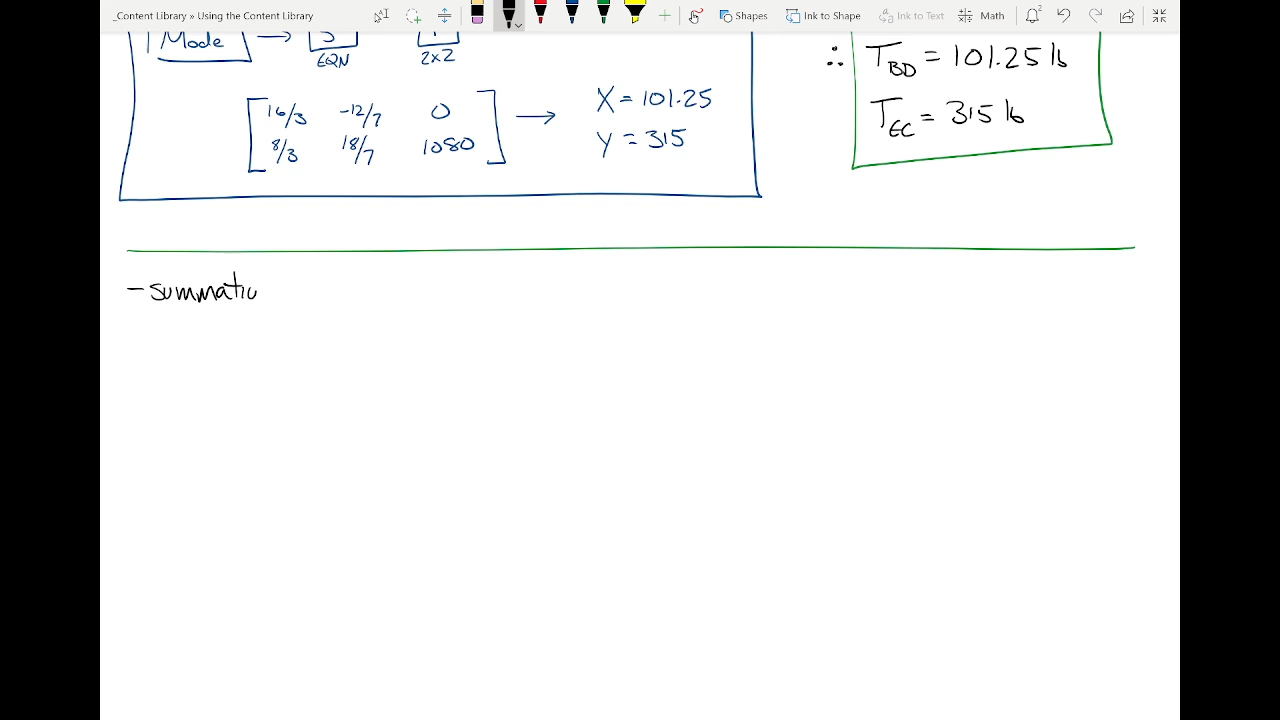 _Content Library » Using the Content Library
Shapes
Ink to Shape
Ink to Text
Math
Mode → 5 1
EQN 2x2
16/3 -12/7 0 → X = 101.25
8/3 18/7 1080 Y = 315
∴ T_BD = 101.25 lb
T_EC = 315 lb
- summatio